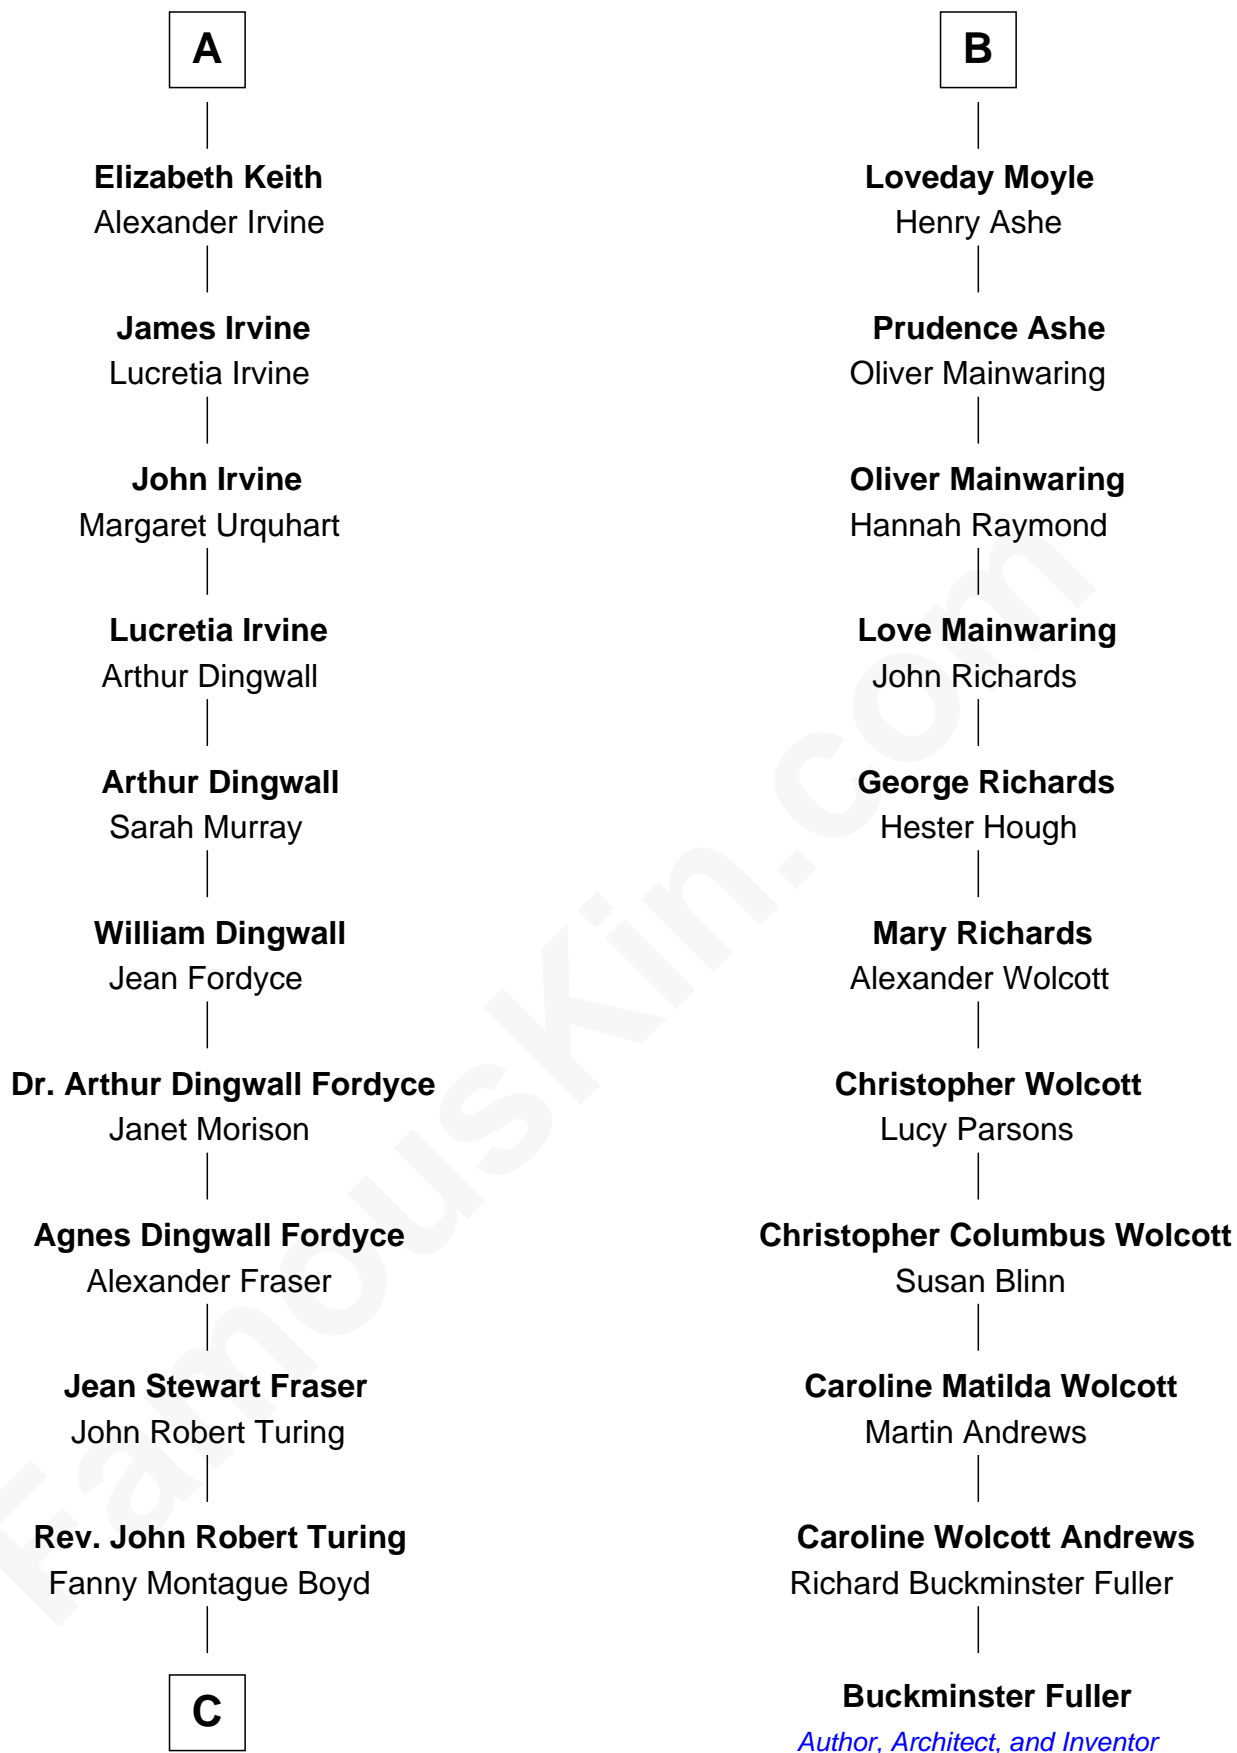 A
Elizabeth Keith
Alexander Irvine
James Irvine
Lucretia Irvine
John Irvine
Margaret Urquhart
Lucretia Irvine
Arthur Dingwall
Arthur Dingwall
Sarah Murray
William Dingwall
Jean Fordyce
Dr. Arthur Dingwall Fordyce
Janet Morison
Agnes Dingwall Fordyce
Alexander Fraser
Jean Stewart Fraser
John Robert Turing
Rev. John Robert Turing
Fanny Montague Boyd
C
B
Loveday Moyle
Henry Ashe
Prudence Ashe
Oliver Mainwaring
Oliver Mainwaring
Hannah Raymond
Love Mainwaring
John Richards
George Richards
Hester Hough
Mary Richards
Alexander Wolcott
Christopher Wolcott
Lucy Parsons
Christopher Columbus Wolcott
Susan Blinn
Caroline Matilda Wolcott
Martin Andrews
Caroline Wolcott Andrews
Richard Buckminster Fuller
Buckminster Fuller
Author, Architect, and Inventor
FamousKin.com